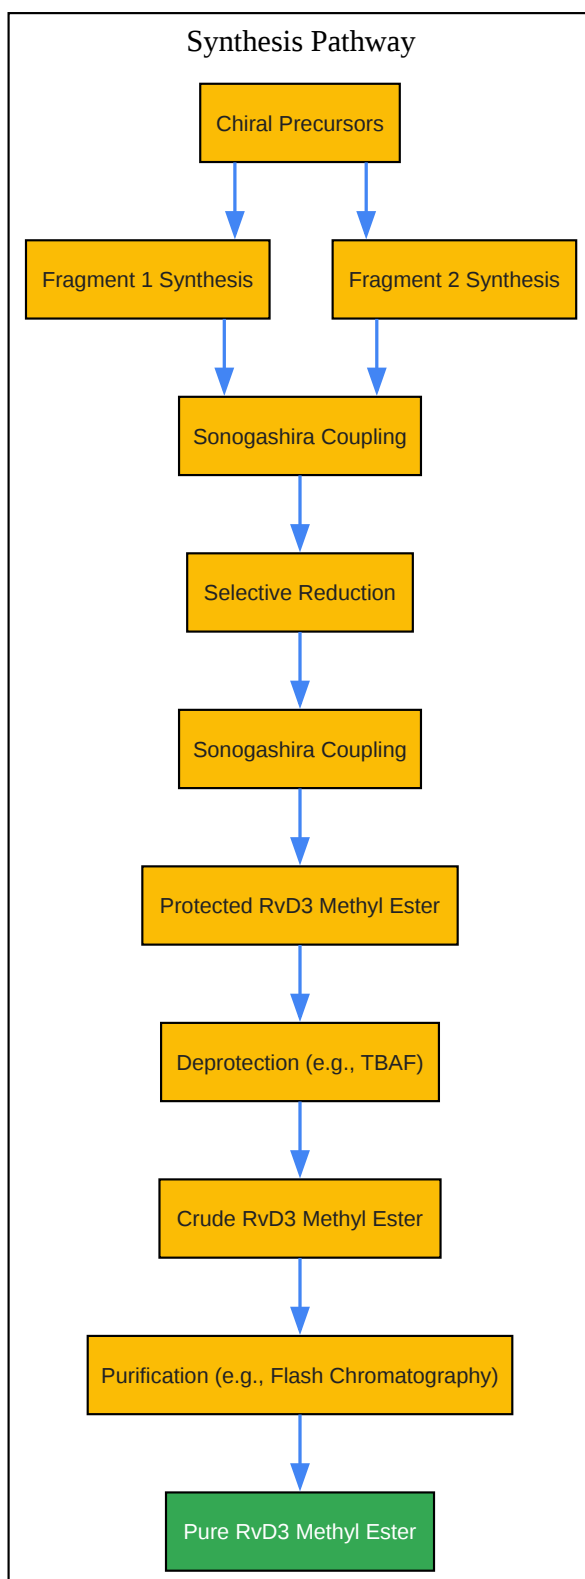 Synthesis Pathway
Chiral Precursors
Fragment 1 Synthesis
Fragment 2 Synthesis
Sonogashira Coupling
Selective Reduction
Sonogashira Coupling
Protected RvD3 Methyl Ester
Deprotection (e.g., TBAF)
Crude RvD3 Methyl Ester
Purification (e.g., Flash Chromatography)
Pure RvD3 Methyl Ester